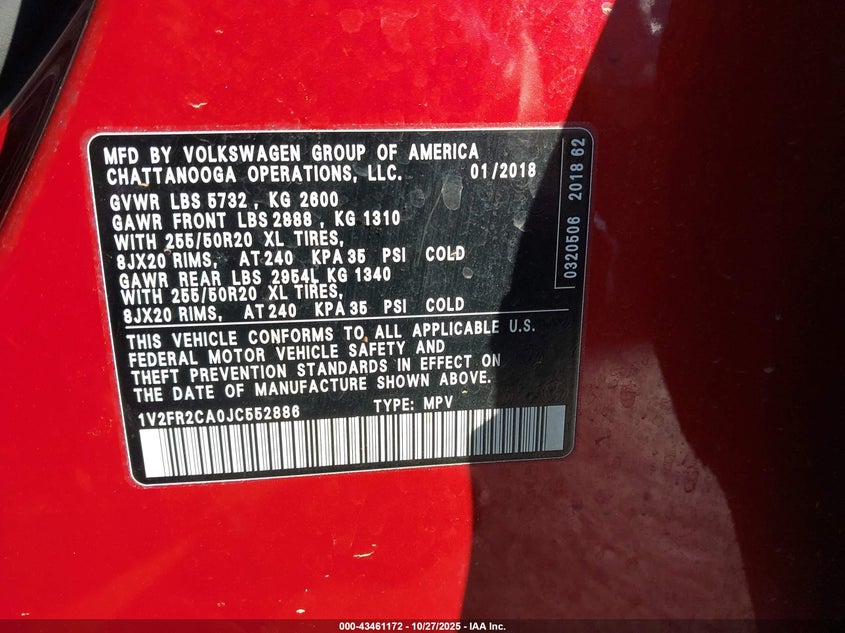 MFD BY VOLKSWAGEN GROUP OF AMERICA
CHATTANOOGA OPERATIONS, LLC. 01/2018
GVWR LBS 5732 , KG 2600
GAWR FRONT LBS 2888 , KG 1310
WITH 255/50R20 XL TIRES,
8JX20 RIMS, AT 240 KPA 35 PSI COLD
GAWR REAR LBS 2954L KG 1340
WITH 255/50R20 XL TIRES,
8JX20 RIMS, AT 240 KPA 35 PSI COLD
THIS VEHICLE CONFORMS TO ALL APPLICABLE U.S.
FEDERAL MOTOR VEHICLE SAFETY AND
THEFT PREVENTION STANDARDS IN EFFECT ON
THE DATE OF MANUFACTURE SHOWN ABOVE.
1V2FR2CA0JC552886 TYPE: MPV
0320506 2018 62
000-43461172 • 10/27/2025 - IAA Inc.